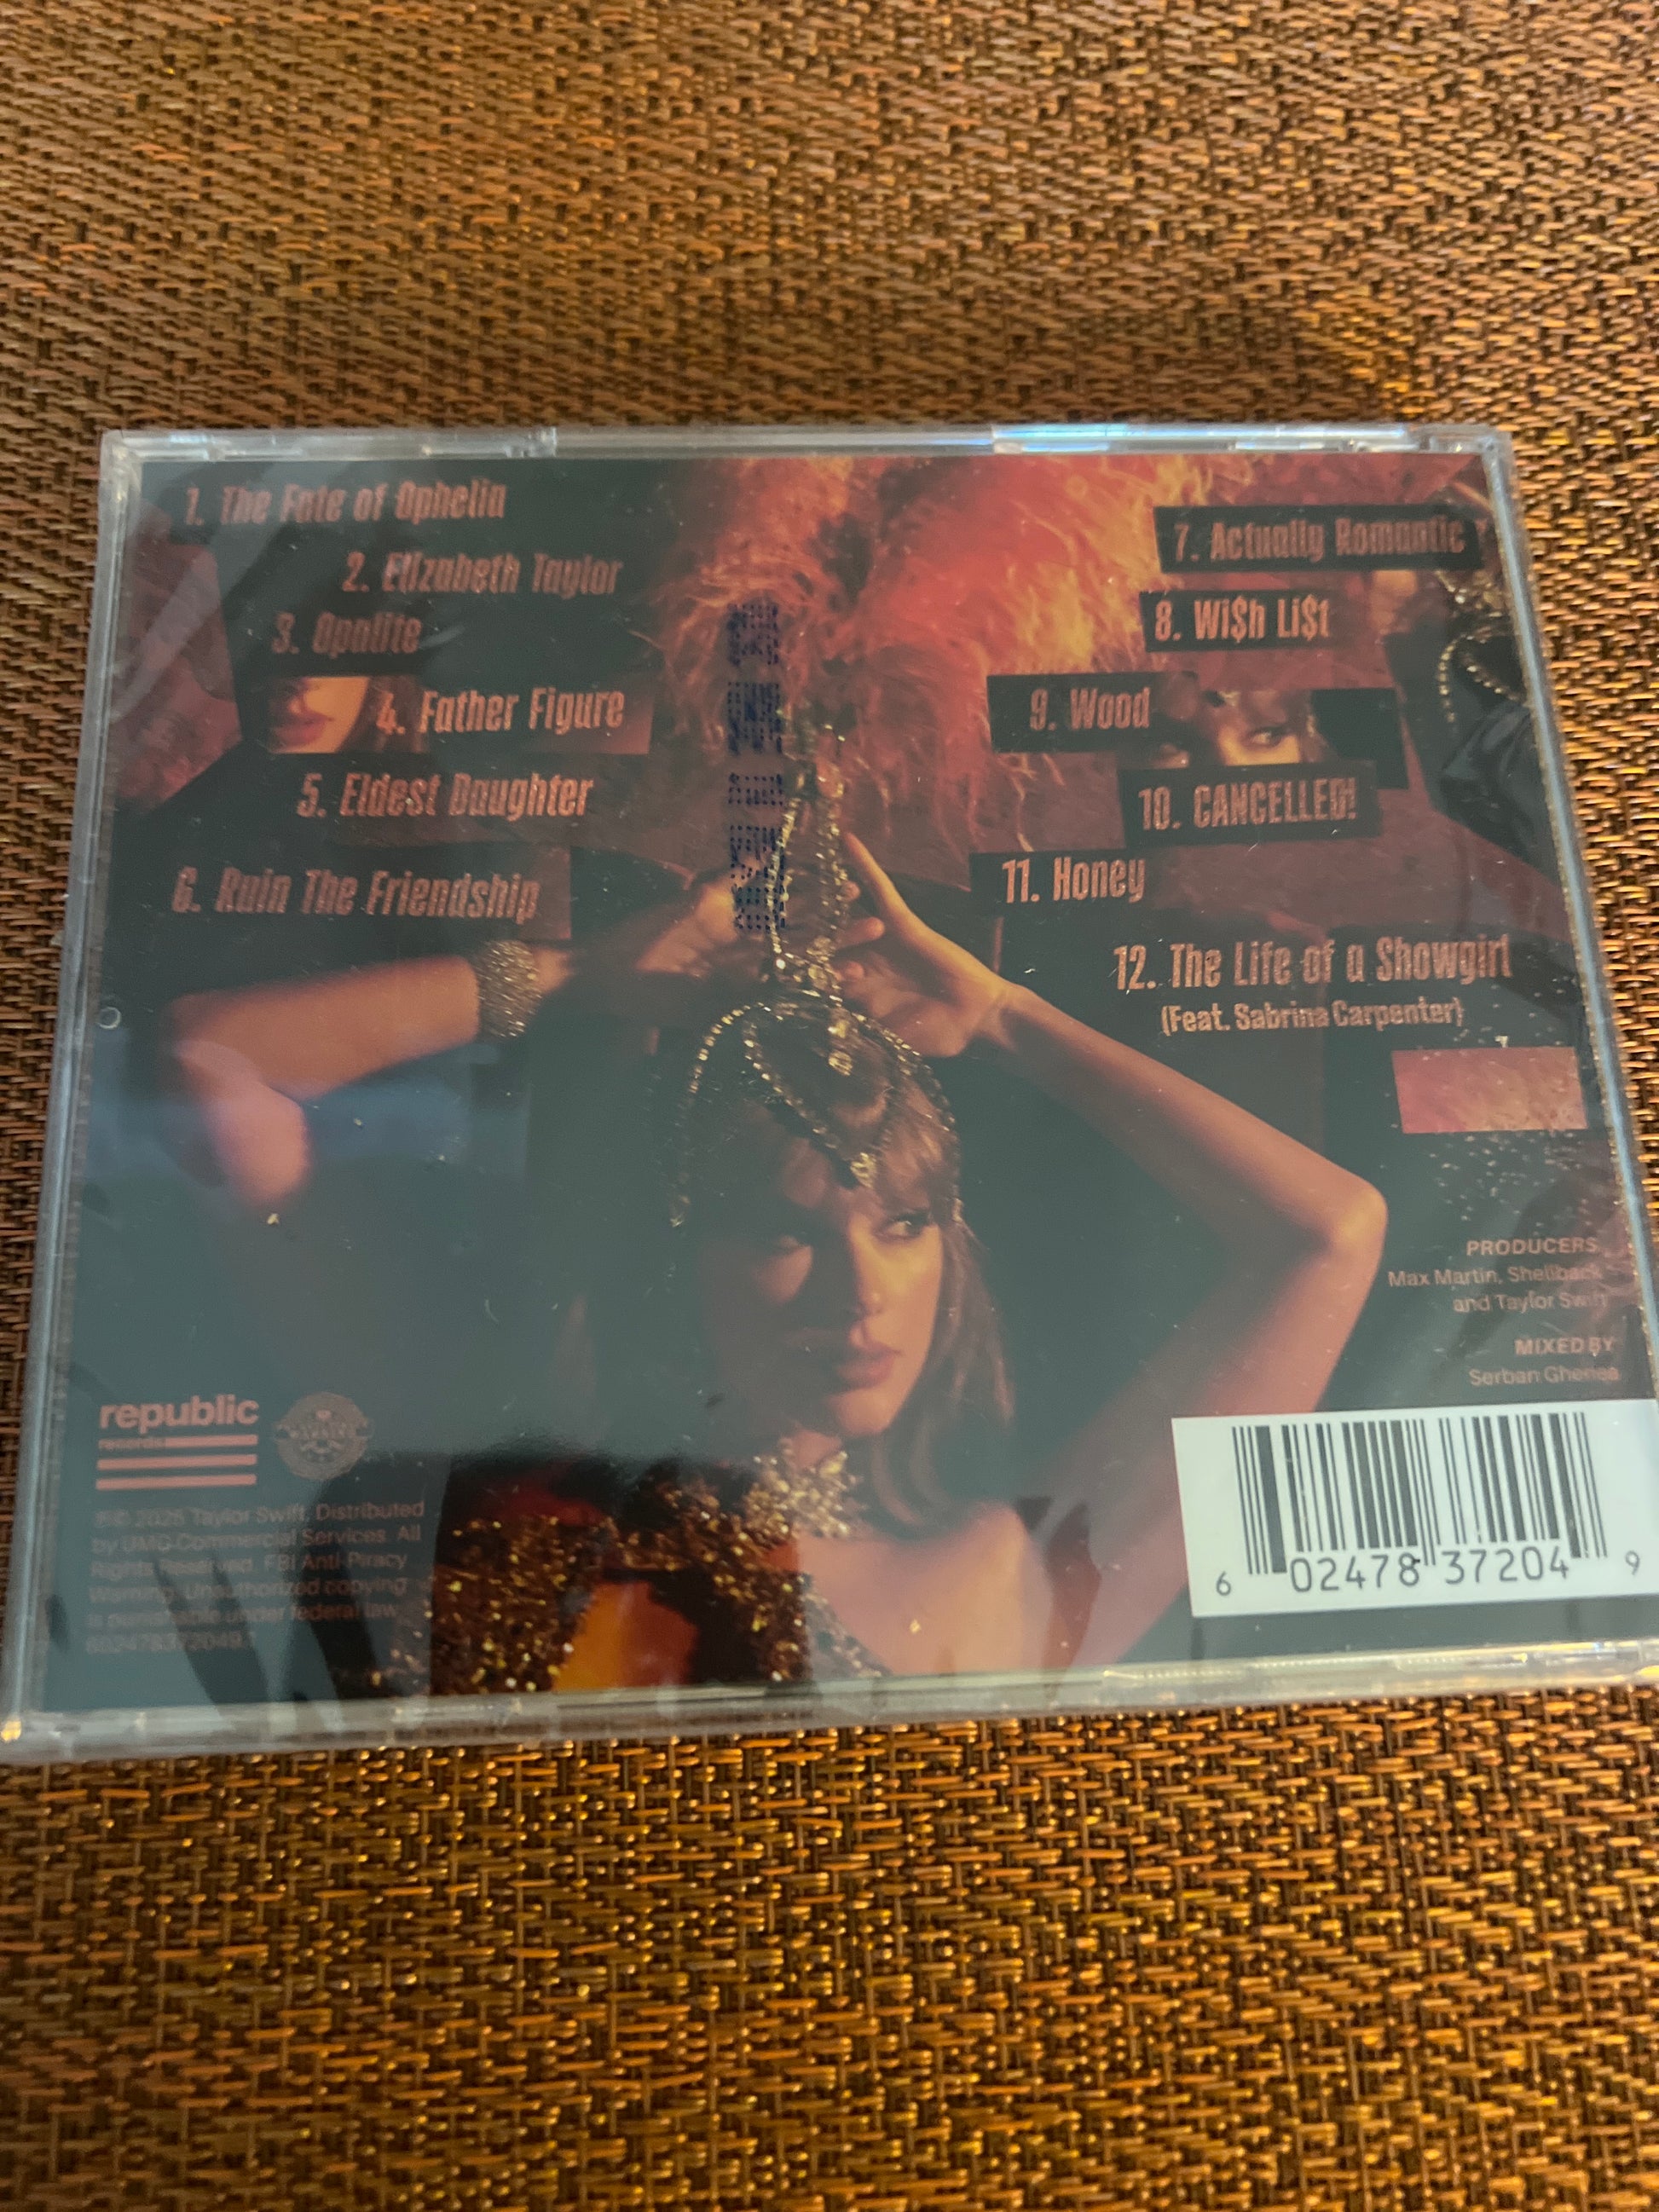 1. The Fate of Ophelia
2. Elizabeth Taylor
3. Opalite
4. Father Figure
5. Eldest Daughter
6. Ruin The Friendship
7. Actually Romantic
8. Wi$h Li$t
9. Wood
10. CANCELLED!
11. Honey
12. The Life of a Showgirl
(Feat. Sabrina Carpenter)
PRODUCERS
Max Martin, Shellback
and Taylor Swift
MIXED BY
Serban Ghenea
republic
records
℗© 2025 Taylor Swift. Distributed
by UMG Commercial Services. All
Rights Reserved. FBI Anti-Piracy
Warning: Unauthorized copying
is punishable under federal law.
602478372049.
6 02478 37204 9